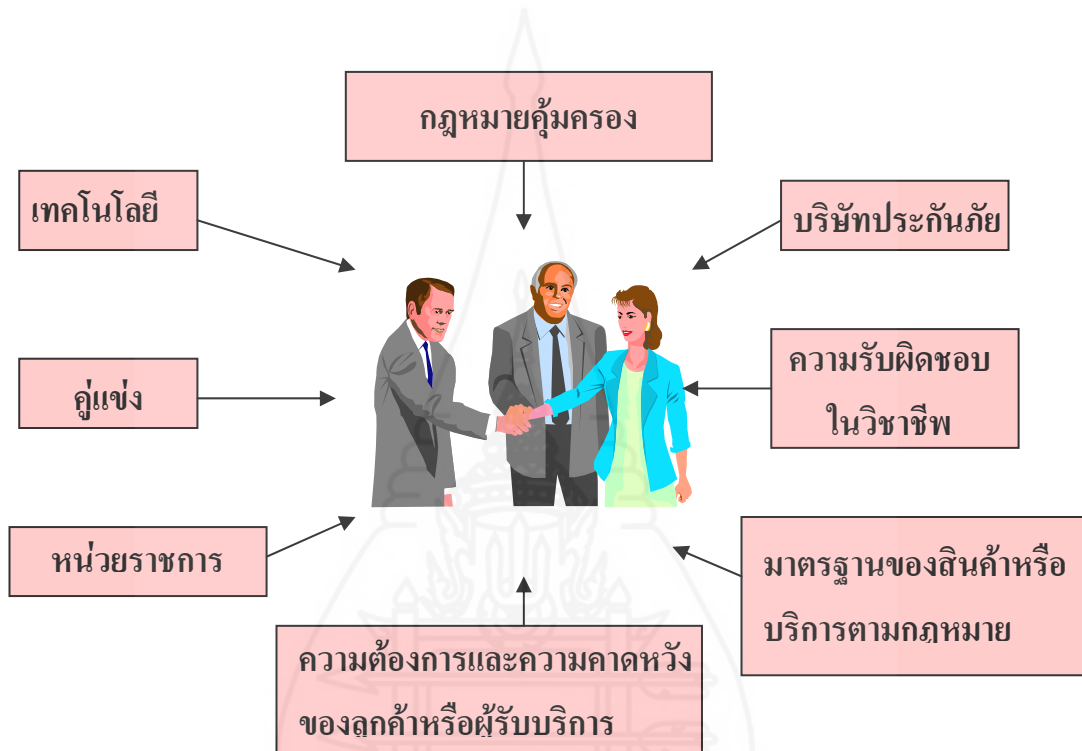 กฎหมายคุ้มครอง
เทคโนโลยี
บริษัทประกันภัย
คู่แข่ง
ความรับผิดชอบ
ในวิชาชีพ
หน่วยราชการ
มาตรฐานของสินค้าหรือ
บริการตามกฎหมาย
ความต้องการและความคาดหวัง
ของลูกค้าหรือผู้รับบริการ